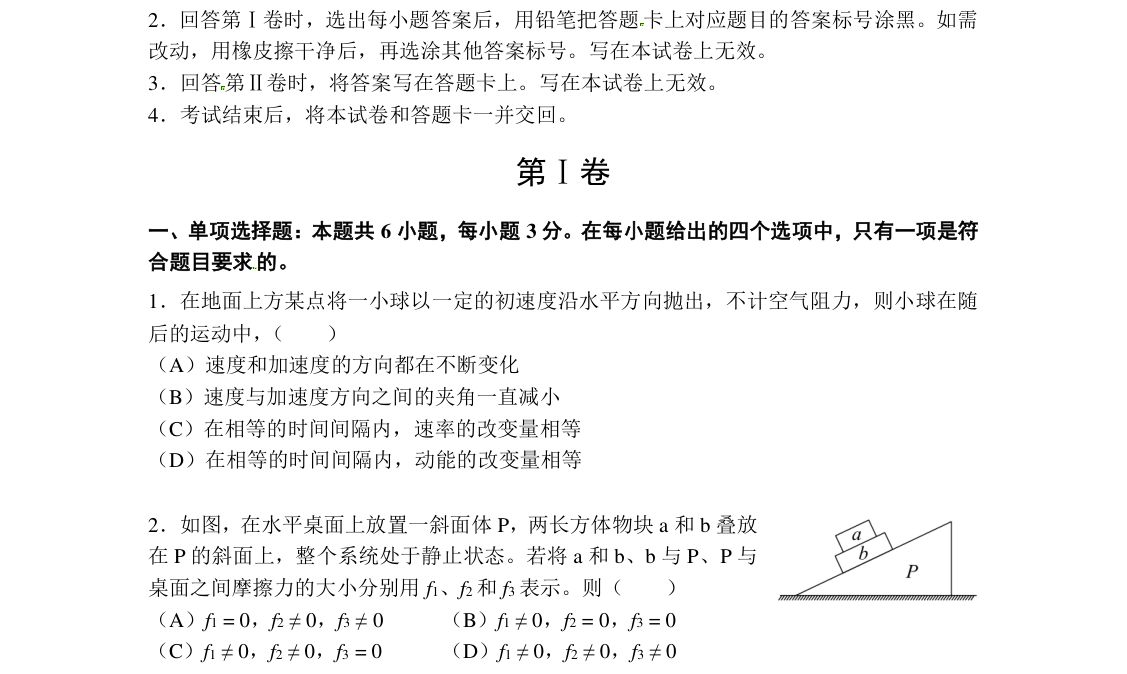 2．回答第Ⅰ卷时，选出每小题答案后，用铅笔把答题卡上对应题目的答案标号涂黑。如需
改动，用橡皮擦干净后，再选涂其他答案标号。写在本试卷上无效。
3．回答第Ⅱ卷时，将答案写在答题卡上。写在本试卷上无效。
4．考试结束后，将本试卷和答题卡一并交回。
第Ⅰ卷
一、单项选择题：本题共 6 小题，每小题 3 分。在每小题给出的四个选项中，只有一项是符
合题目要求的。
1．在地面上方某点将一小球以一定的初速度沿水平方向抛出，不计空气阻力，则小球在随
后的运动中，（　　）
（A）速度和加速度的方向都在不断变化
（B）速度与加速度方向之间的夹角一直减小
（C）在相等的时间间隔内，速率的改变量相等
（D）在相等的时间间隔内，动能的改变量相等
2．如图，在水平桌面上放置一斜面体 P，两长方体物块 a 和 b 叠放
在 P 的斜面上，整个系统处于静止状态。若将 a 和 b、b 与 P、P 与
桌面之间摩擦力的大小分别用 f1、f2 和 f3 表示。则（　　）
（A）f1 = 0，f2 ≠ 0，f3 ≠ 0　　（B）f1 ≠ 0，f2 = 0，f3 = 0
（C）f1 ≠ 0，f2 ≠ 0，f3 = 0　　（D）f1 ≠ 0，f2 ≠ 0，f3 ≠ 0
a
b
P